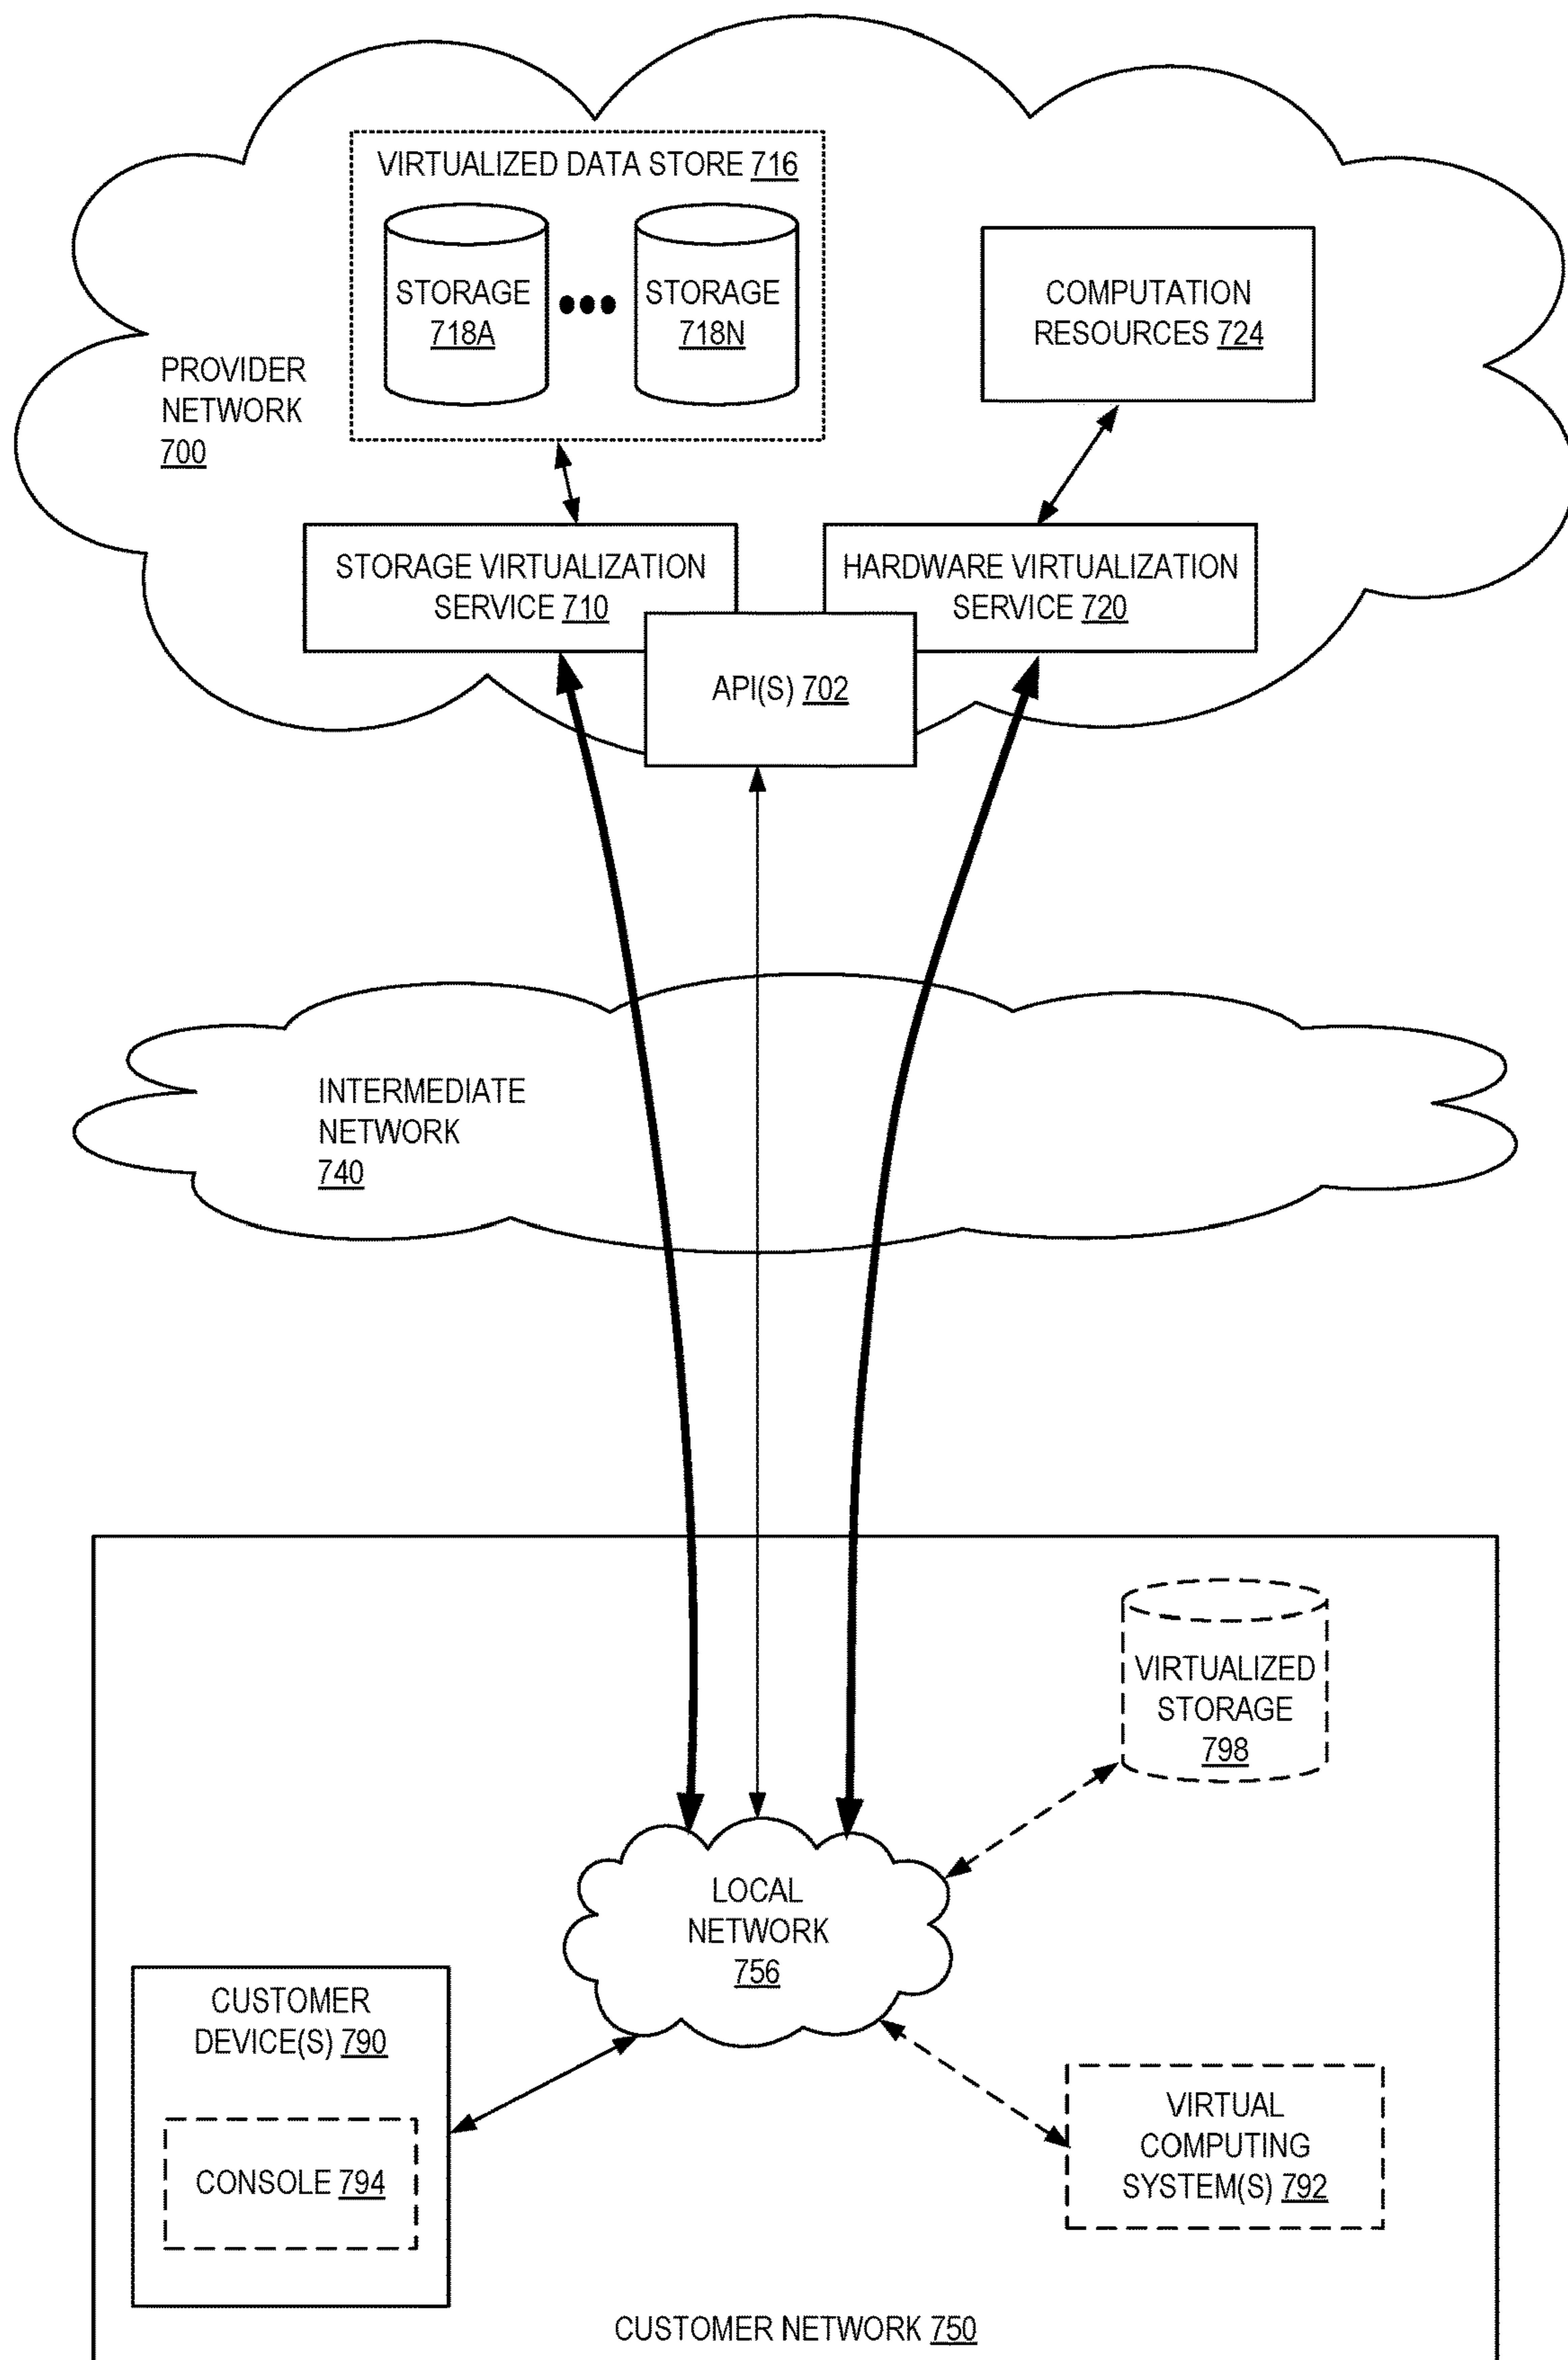 VIRTUALIZED DATA STORE 716
STORAGE
718A
STORAGE
718N
COMPUTATION
RESOURCES 724
PROVIDER
NETWORK
700
STORAGE VIRTUALIZATION
SERVICE 710
HARDWARE VIRTUALIZATION
SERVICE 720
API(S) 702
INTERMEDIATE
NETWORK
740
VIRTUALIZED
STORAGE
798
LOCAL
NETWORK
756
CUSTOMER
DEVICE(S) 790
CONSOLE 794
VIRTUAL
COMPUTING
SYSTEM(S) 792
CUSTOMER NETWORK 750